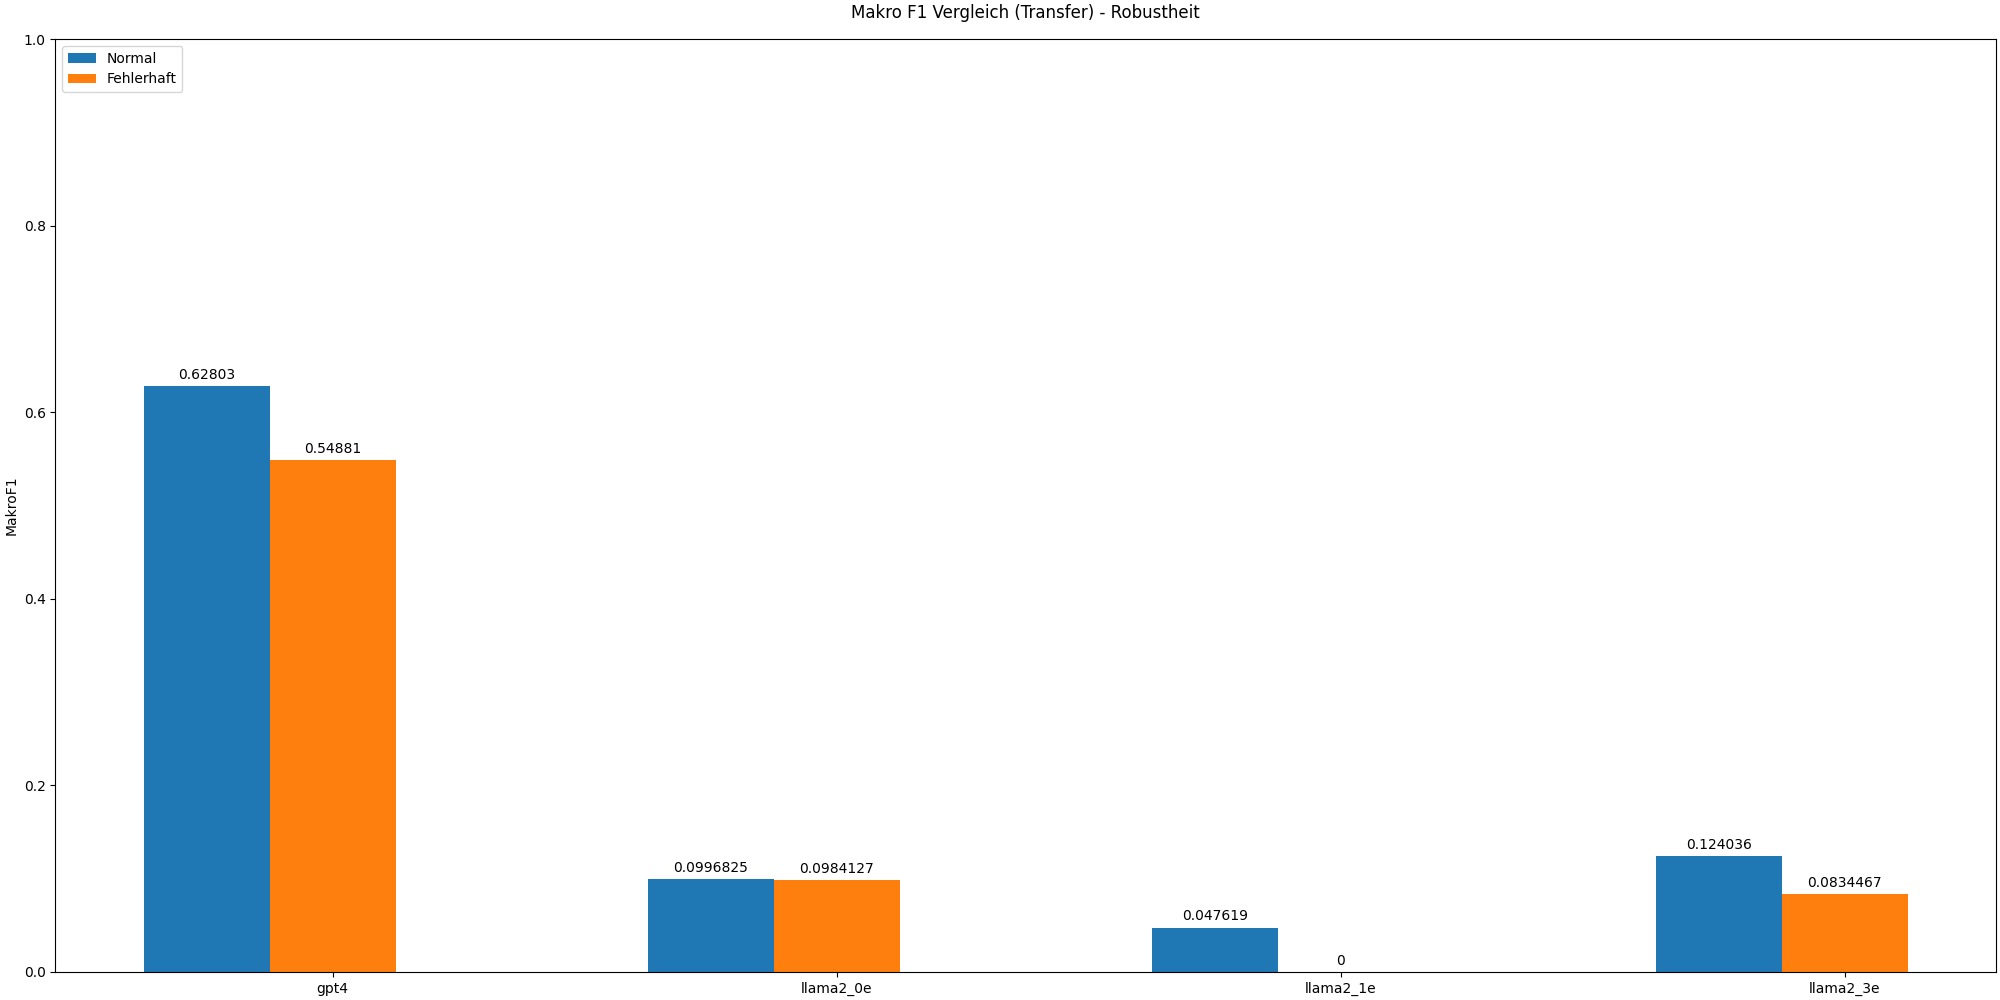 Makro F1 Vergleich (Transfer) - Robustheit
1.0
Normal
Fehlerhaft
0.8
0.62803
0.6
0.54881
MakroF1
0.4
0.2
0.124036
0.0996825
0.0984127
0.0834467
0.047619
0
0.0
gpt4
llama2_0e
llama2_1e
llama2_3e